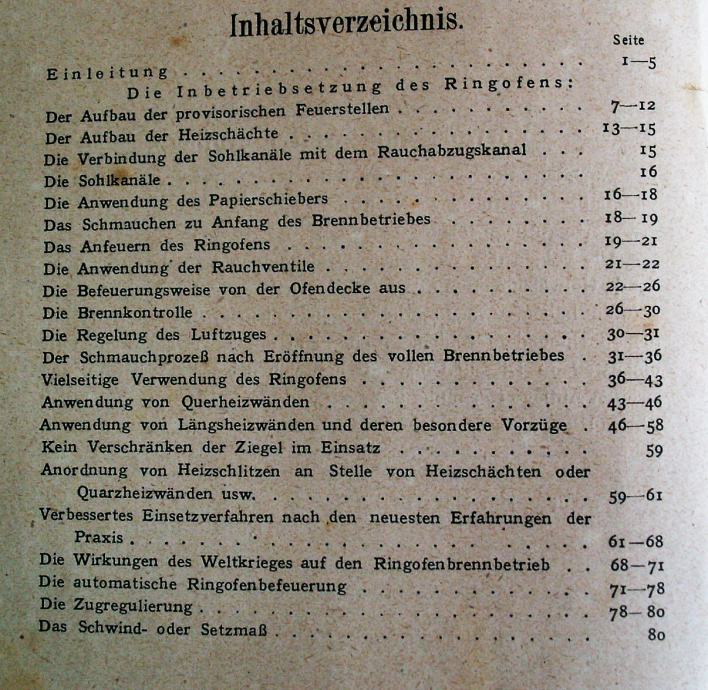 Inhaltsverzeichnis.
Seite
Einleitung . . . . . . . . . . . . . . . . . . 1—5
Die Inbetriebsetzung des Ringofens:
Der Aufbau der provisorischen Feuerstellen . . . . . . . . . . 7—12
Der Aufbau der Heizschächte . . . . . . . . . . . . . . 13—15
Die Verbindung der Sohlkanäle mit dem Rauchabzugskanal . . . 15
Die Sohlkanäle . . . . . . . . . . . . . . . . . . . 16
Die Anwendung des Papierschiebers . . . . . . . . . . . . 16—18
Das Schmauchen zu Anfang des Brennbetriebes . . . . . . . . 18—19
Das Anfeuern des Ringofens . . . . . . . . . . . . . . 19—21
Die Anwendung der Rauchventile . . . . . . . . . . . . . 21—22
Die Befeuerungsweise von der Ofendecke aus . . . . . . . . . 22—26
Die Brennkontrolle . . . . . . . . . . . . . . . . . 26—30
Die Regelung des Luftzuges . . . . . . . . . . . . . . . 30—31
Der Schmauchprozeß nach Eröffnung des vollen Brennbetriebes . 31—36
Vielseitige Verwendung des Ringofens . . . . . . . . . . . 36—43
Anwendung von Querheizwänden . . . . . . . . . . . . . 43—46
Anwendung von Längsheizwänden und deren besondere Vorzüge . 46—58
Kein Verschränken der Ziegel im Einsatz . . . . . . . . . . 59
Anordnung von Heizschlitzen an Stelle von Heizschächten oder
Quarzheizwänden usw. . . . . . . . . . . . . . . . . 59—61
Verbessertes Einsetzverfahren nach den neuesten Erfahrungen der
Praxis . . . . . . . . . . . . . . . . . . . . . 61—68
Die Wirkungen des Weltkrieges auf den Ringofenbrennbetrieb . . 68—71
Die automatische Ringofenbefeuerung . . . . . . . . . . . 71—78
Die Zugregulierung . . . . . . . . . . . . . . . . . 78—80
Das Schwind- oder Setzmaß . . . . . . . . . . . . . . 80